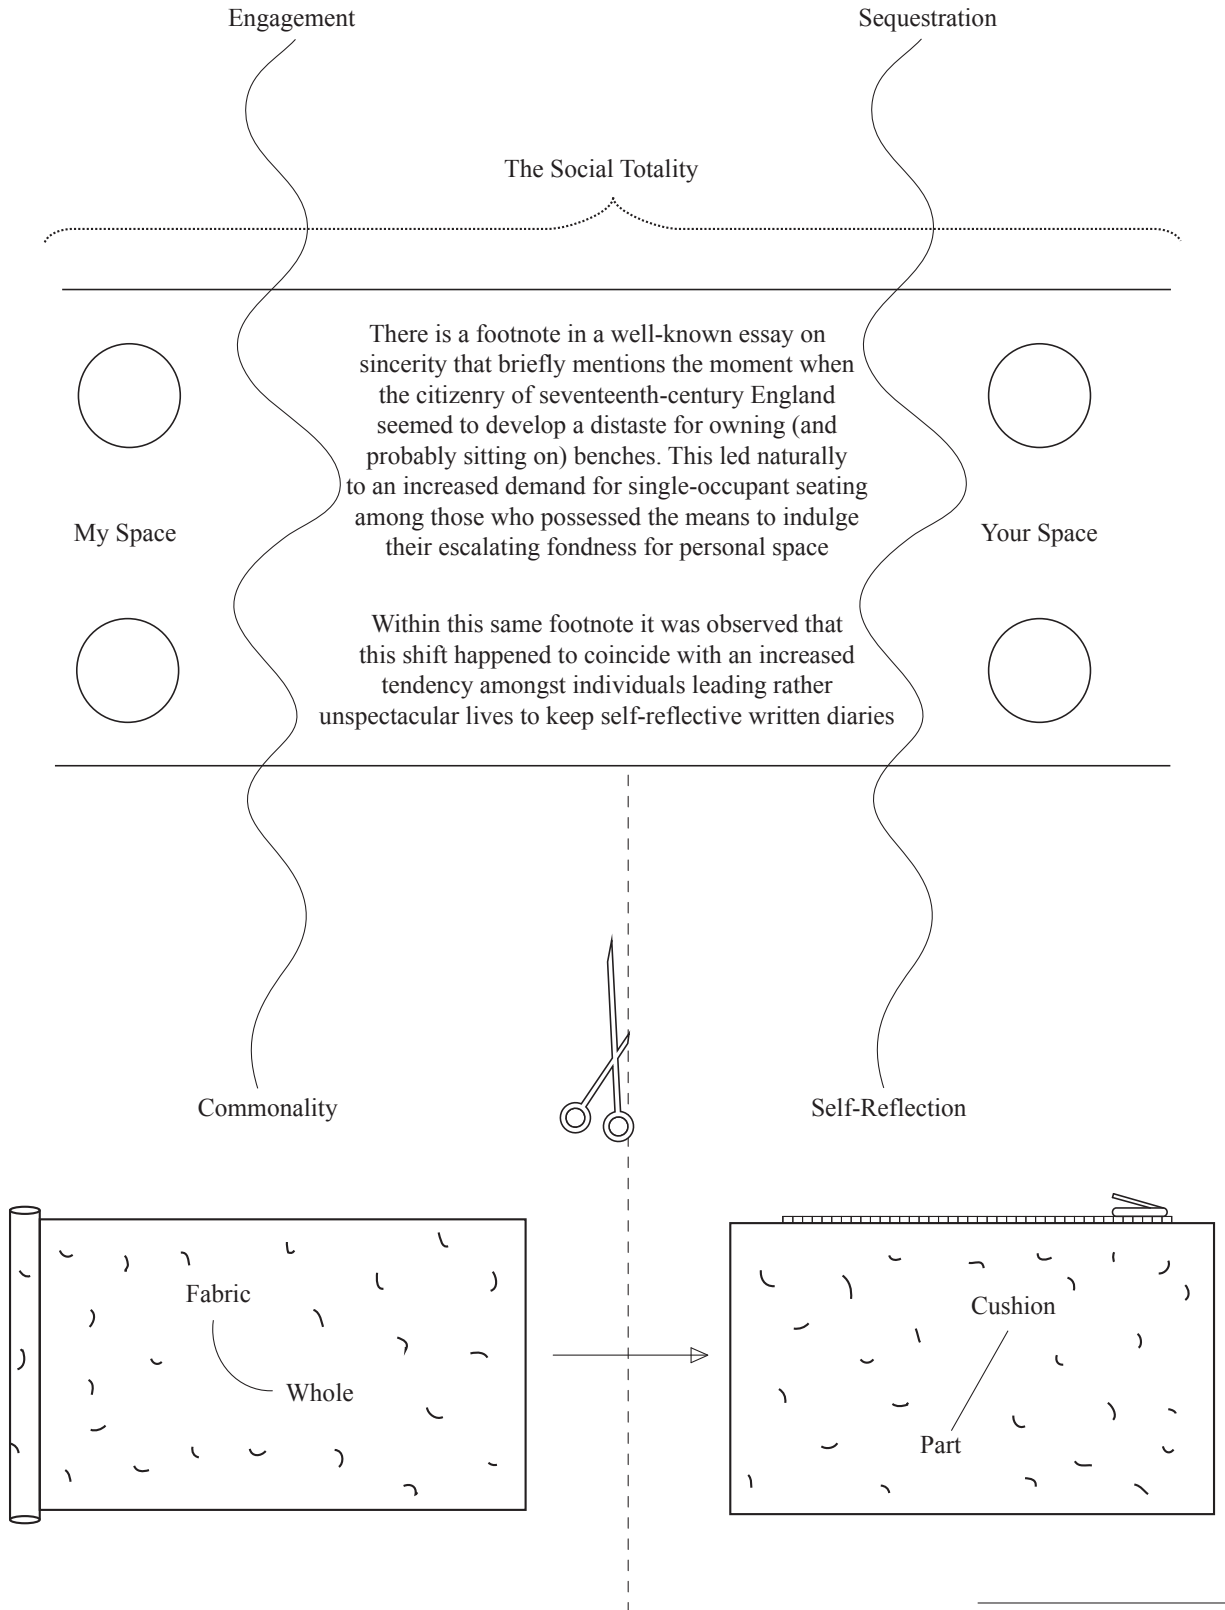 Engagement
Sequestration
The Social Totality
There is a footnote in a well-known essay on
sincerity that briefly mentions the moment when
the citizenry of seventeenth-century England
seemed to develop a distaste for owning (and
probably sitting on) benches. This led naturally
to an increased demand for single-occupant seating
among those who possessed the means to indulge
their escalating fondness for personal space
My Space
Your Space
Within this same footnote it was observed that
this shift happened to coincide with an increased
tendency amongst individuals leading rather
unspectacular lives to keep self-reflective written diaries
Commonality
Self-Reflection
Fabric
Whole
Cushion
Part